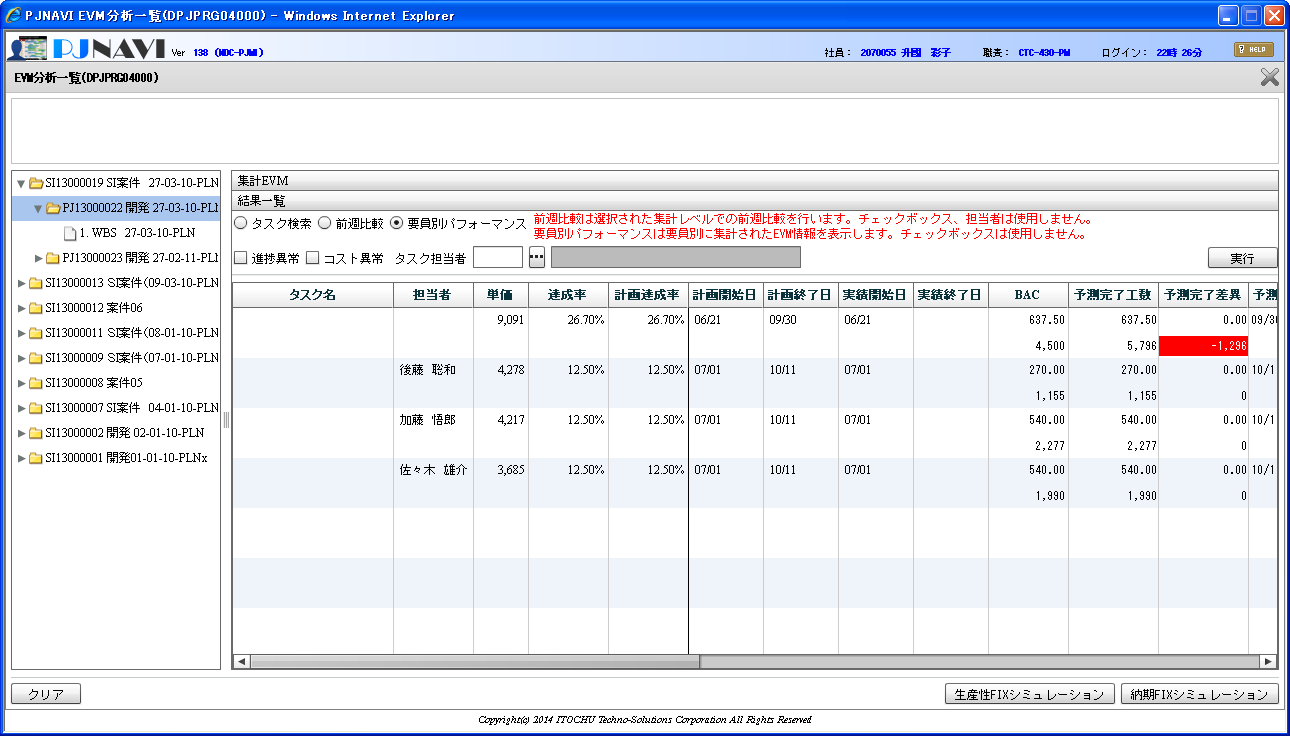 PJNAVI EVM分析一覧(DPJPRG04000) - Windows Internet Explorer
PJNAVI Ver 138 (NDC-PJMI) 社員： 2070055 升國 彩子 職責： CTC-430-PM ログイン： 22時 26分 ? HELP
EVM分析一覧(DPJPRG04000)
SI13000019 SI案件 27-03-10-PLN
PJ13000022 開発 27-03-10-PLN
1. WBS 27-03-10-PLN
PJ13000023 開発 27-02-11-PLN
SI13000013 SI案件(09-03-10-PLN
SI13000012 案件06
SI13000011 SI案件(08-01-10-PLN
SI13000009 SI案件(07-01-10-PLN
SI13000008 案件05
SI13000007 SI案件 04-01-10-PLN
SI13000002 開発 02-01-10-PLN
SI13000001 開発01-01-10-PLNx
集計EVM
結果一覧
タスク検索 前週比較 要員別パフォーマンス
前週比較は選択された集計レベルでの前週比較を行います。チェックボックス、担当者は使用しません。
要員別パフォーマンスは要員別に集計されたEVM情報を表示します。チェックボックスは使用しません。
進捗異常 コスト異常 タスク担当者 ... 実行
タスク名 担当者 単価 達成率 計画達成率 計画開始日 計画終了日 実績開始日 実績終了日 BAC 予測完了工数 予測完了差異 予測
9,091 26.70% 26.70% 06/21 09/30 06/21 637.50 637.50 0.00 09/30
4,500 5,796 -1,296
後藤 聡和 4,278 12.50% 12.50% 07/01 10/11 07/01 270.00 270.00 0.00 10/1
1,155 1,155 0
加藤 悟郎 4,217 12.50% 12.50% 07/01 10/11 07/01 540.00 540.00 0.00 10/1
2,277 2,277 0
佐々木 雄介 3,685 12.50% 12.50% 07/01 10/11 07/01 540.00 540.00 0.00 10/1
1,990 1,990 0
クリア 生産性FIXシミュレーション 納期FIXシミュレーション
Copyright(c) 2014 ITOCHU Techno-Solutions Corporation All Rights Reserved